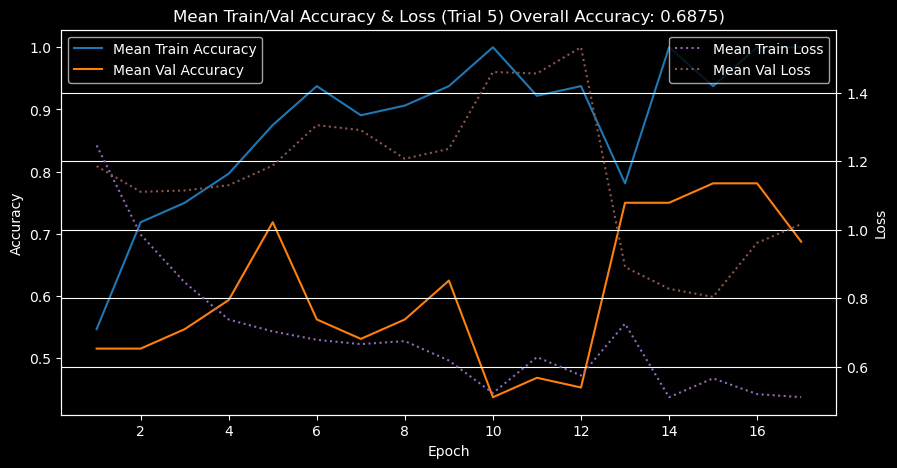 Mean Train/Val Accuracy & Loss (Trial 5) Overall Accuracy: 0.6875)
Mean Train Accuracy
Mean Val Accuracy
Mean Train Loss
Mean Val Loss
1.0
0.9
0.8
0.7
0.6
0.5
Accuracy
1.4
1.2
1.0
0.8
0.6
Loss
2 4 6 8 10 12 14 16
Epoch